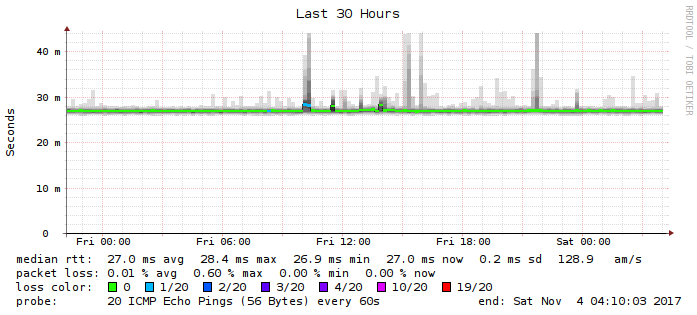 Last 30 Hours
RRDTOOL / TOBI OETIKER
Seconds
40 m
30 m
20 m
10 m
0
Fri 00:00 Fri 06:00 Fri 12:00 Fri 18:00 Sat 00:00
median rtt: 27.0 ms avg 28.4 ms max 26.9 ms min 27.0 ms now 0.2 ms sd 128.9 am/s
packet loss: 0.01 % avg 0.60 % max 0.00 % min 0.00 % now
loss color: 0 1/20 2/20 3/20 4/20 10/20 19/20
probe: 20 ICMP Echo Pings (56 Bytes) every 60s end: Sat Nov 4 04:10:03 2017